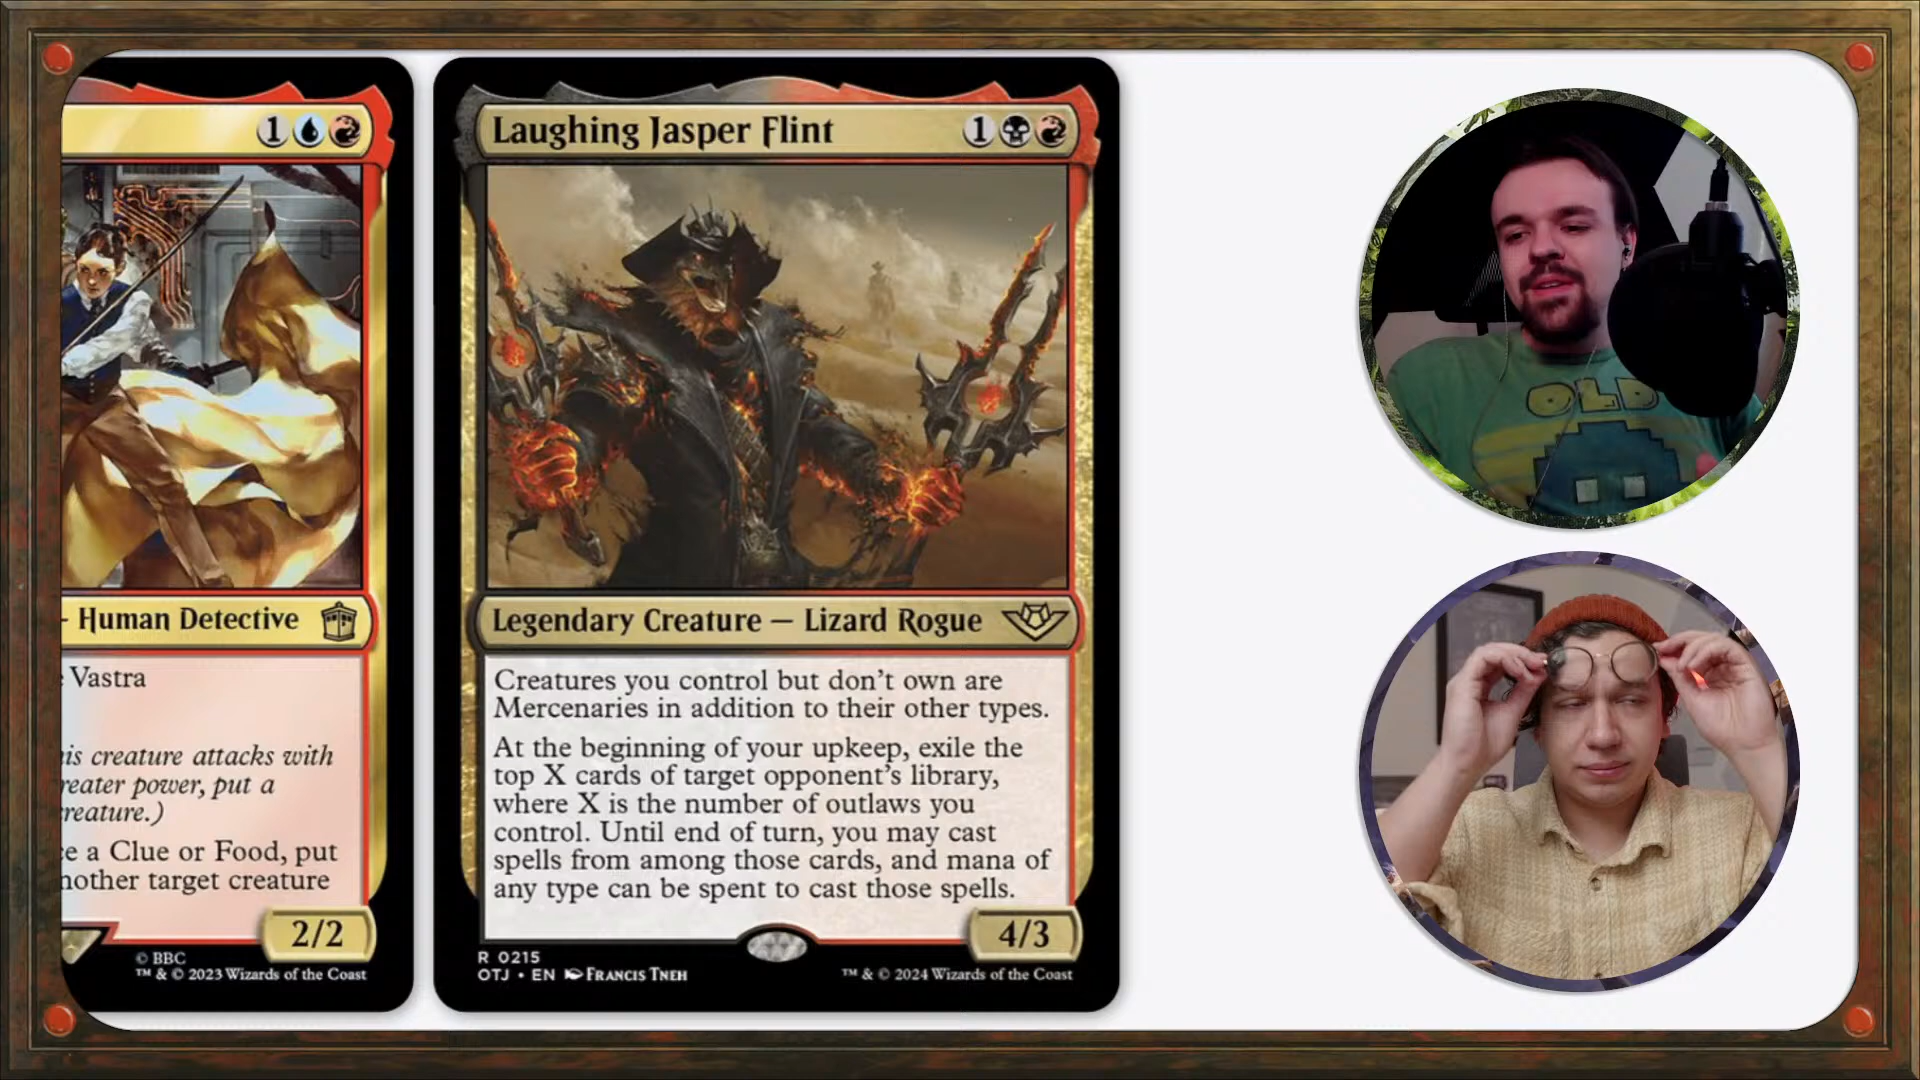 1
- Human Detective
Vastra
creature attacks with
power, put a
a Clue or Food, put
target creature
2/2
© BBC
™ & © 2023 Wizards of the Coast
Laughing Jasper Flint
1
Legendary Creature — Lizard Rogue
Creatures you control but don't own are
Mercenaries in addition to their other types.
At the beginning of your upkeep, exile the
top X cards of target opponent's library,
where X is the number of outlaws you
control. Until end of turn, you may cast
spells from among those cards, and mana of
any type can be spent to cast those spells.
4/3
R 0215
OTJ • EN FRANCIS TNEH
™ & © 2024 Wizards of the Coast
OLD